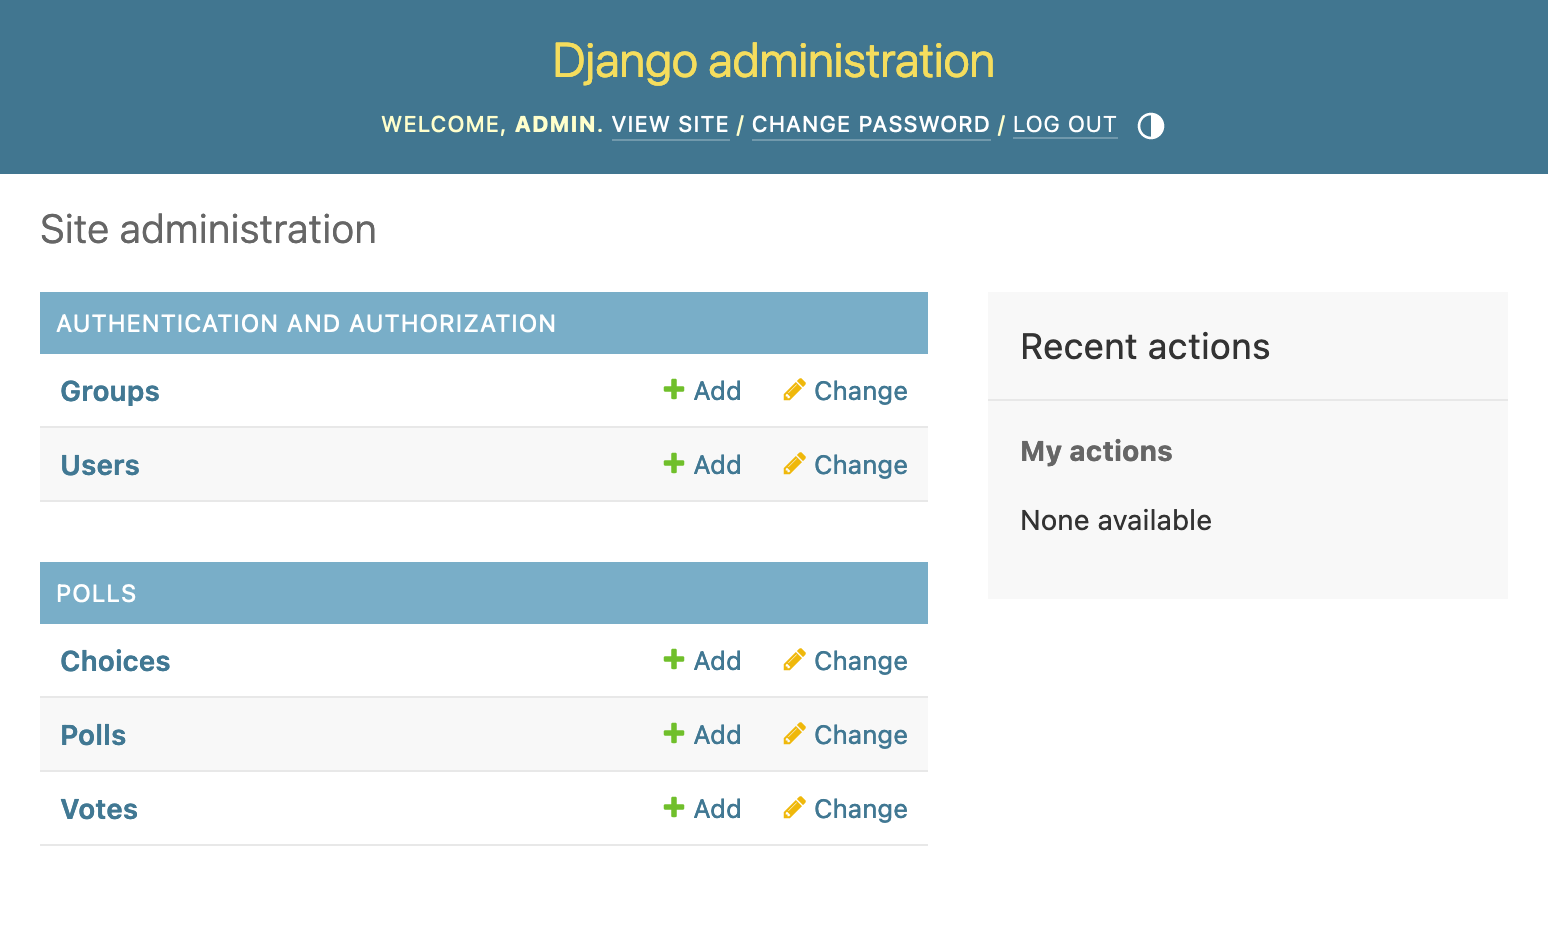 Django administration
WELCOME, ADMIN. VIEW SITE / CHANGE PASSWORD / LOG OUT
Site administration
AUTHENTICATION AND AUTHORIZATION
Groups Add Change
Users Add Change
POLLS
Choices Add Change
Polls Add Change
Votes Add Change
Recent actions
My actions
None available